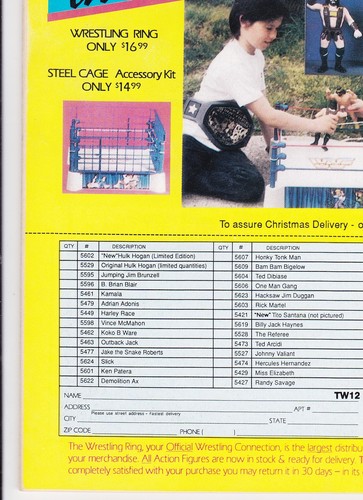 WRESTLING RING
ONLY $16.99
STEEL CAGE Accessory Kit
ONLY $14.99
To assure Christmas Delivery - o
QTY # DESCRIPTION QTY # DESCRIPTION
5602 "New"Hulk Hogan (Limited Edition) 5607 Honky Tonk Man
5529 Original Hulk Hogan (limited quantities) 5609 Bam Bam Bigelow
5595 Jumping Jim Brunzell 5604 Ted Dibiase
5596 B. Brian Blair 5606 One Man Gang
5461 Kamala 5623 Hacksaw Jim Duggan
5479 Adrian Adonis 5603 Rick Martel
5449 Harley Race 5421 "New" Tito Santana (not pictured)
5598 Vince McMahon 5619 Billy Jack Haynes
5462 Koko B Ware 5528 The Referee
5463 Outback Jack 5473 Ted Arcidi
5477 Jake the Snake Roberts 5527 Johnny Valiant
5624 Slick 5474 Hercules Hernandez
5601 Ken Patera 5429 Miss Elizabeth
5622 Demolition Ax 5427 Randy Savage
NAME TW12
ADDRESS APT #
Please use street address - Fastest delivery
CITY STATE
ZIP CODE PHONE ( )
The Wrestling Ring, your Official Wrestling Connection, is the largest distribu
your merchandise. All Action Figures are now in stock & ready for delivery. T
completely satisfied with your purchase you may return it in 30 days – in its